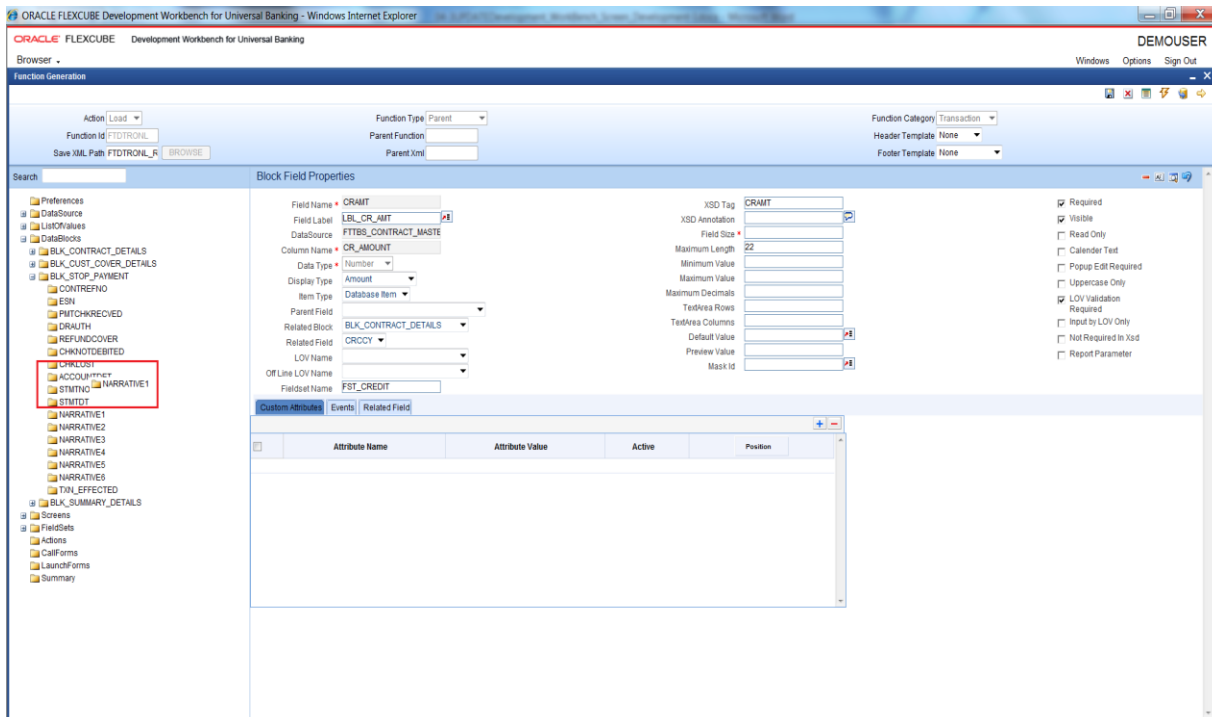 ORACLE FLEXCUBE Development Workbench for Universal Banking - Windows Internet Explorer
ORACLE FLEXCUBE Development Workbench for Universal Banking
DEMOUSER
Browser
Windows Options Sign Out
Function Generation
Action Load Function Type Parent Function Category Transaction
Function Id FTDTRONL Parent Function Header Template None
Save XML Path FTDTRONL_R BROWSE Parent Xml Footer Template None
Search
Preferences
DataSource
ListOfValues
DataBlocks
BLK_CONTRACT_DETAILS
BLK_CUST_COVER_DETAILS
BLK_STOP_PAYMENT
CONTREFNO
ESN
PMTCHKRECVED
DRAUTH
REFUNDCOVER
CHKNOTDEBITED
CHKLOST
ACCOUNTDET
NARRATIVE1
STMTNO
STMTDT
NARRATIVE1
NARRATIVE2
NARRATIVE3
NARRATIVE4
NARRATIVE5
NARRATIVE6
TXN_EFFECTED
BLK_SUMMARY_DETAILS
Screens
FieldSets
Actions
CallForms
LaunchForms
Summary
Block Field Properties
Field Name * CRAMT
Field Label LBL_CR_AMT
DataSource FTTBS_CONTRACT_MASTE
Column Name * CR_AMOUNT
Data Type * Number
Display Type Amount
Item Type Database Item
Parent Field
Related Block BLK_CONTRACT_DETAILS
Related Field CRCCY
LOV Name
Off Line LOV Name
Fieldset Name FST_CREDIT
XSD Tag CRAMT
XSD Annotation
Field Size *
Maximum Length 22
Minimum Value
Maximum Value
Maximum Decimals
TextArea Rows
TextArea Columns
Default Value
Preview Value
Mask Id
Required
Visible
Read Only
Calender Text
Popup Edit Required
Uppercase Only
LOV Validation
Required
Input by LOV Only
Not Required In Xsd
Report Parameter
Custom Attributes Events Related Field
Attribute Name Attribute Value Active Position